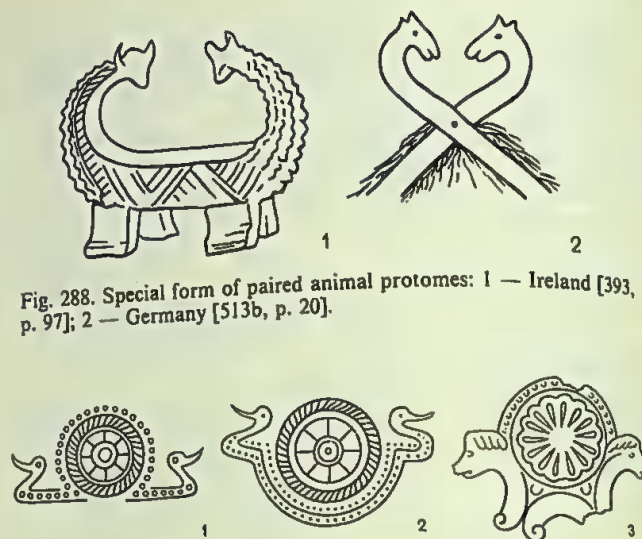 1
2
Fig. 288. Special form of paired animal protomes: 1 — Ireland [393,
p. 97]; 2 — Germany [513b, p. 20].
1
2
3